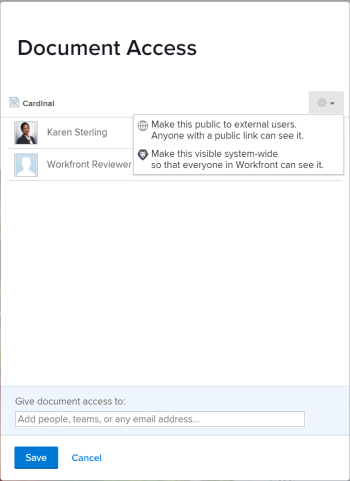 Document Access
Cardinal
Karen Sterling
Make this public to external users.
Anyone with a public link can see it.
Workfront Reviewer
Make this visible system-wide
so that everyone in Workfront can see it.
Give document access to:
Add people, teams, or any email address...
Save
Cancel